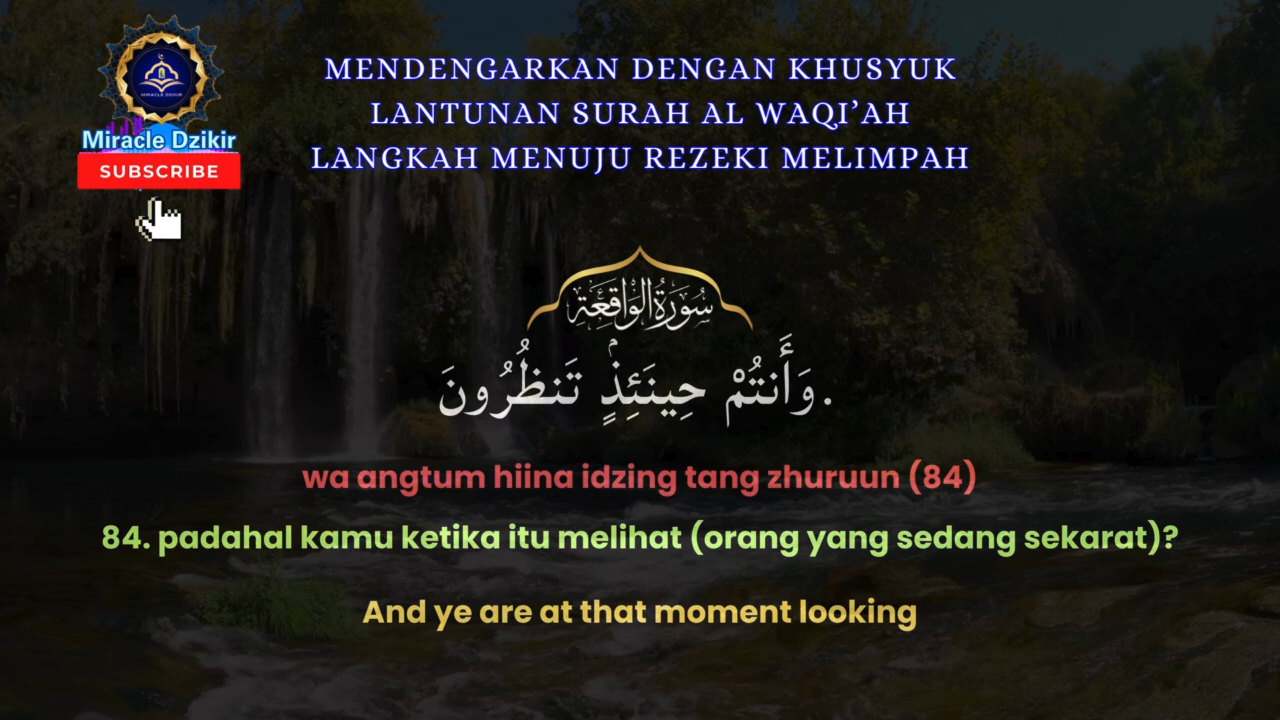 MENDENGARKAN DENGAN KHUSYUK
LANTUNAN SURAH AL WAQI’AH
LANGKAH MENUJU REZEKI MELIMPAH
MIRACLE DZIKIR
Miracle Dzikir
SUBSCRIBE
سُورَةُ الوَاقِعَةِ
وَأَنتُمْ حِينَئِذٍۢ تَنظُرُونَ.
wa angtum hiina idzing tang zhuruun (84)
84. padahal kamu ketika itu melihat (orang yang sedang sekarat)?
And ye are at that moment looking